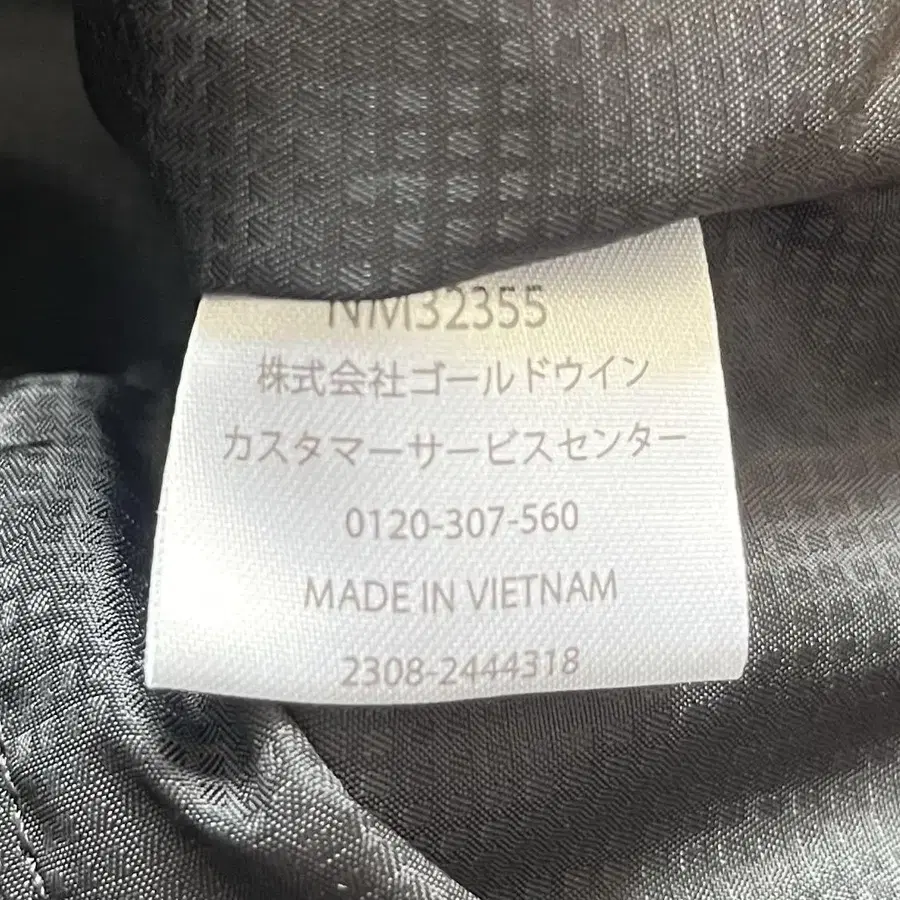 NM32355
株式会社ゴールドウイン
カスタマーサービスセンター
0120-307-560
MADE IN VIETNAM
2308-2444318